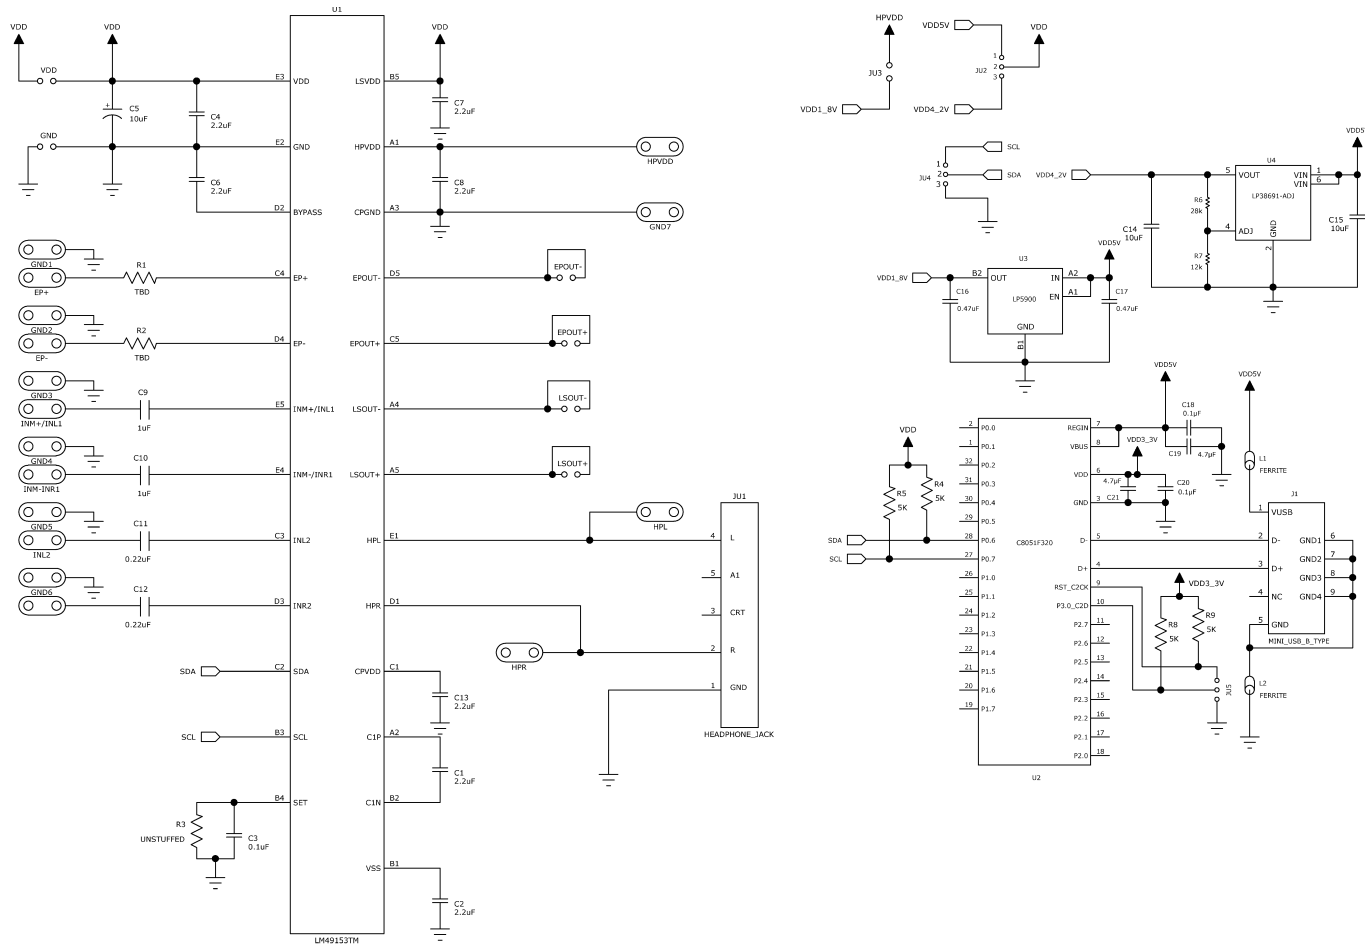 U1
VDD
VDD
VDD
VDD
E3
VDD
LSVDD
B5
+
C5
10uF
C4
2.2uF
C7
2.2uF
GND
E2
GND
HPVDD
A1
HPVDD
C6
2.2uF
C8
2.2uF
D2
BYPASS
CPGND
A3
GND7
GND1
EP+
R1
TBD
C4
EP+
EPOUT-
D5
EPOUT-
GND2
EP-
R2
TBD
D4
EP-
EPOUT+
C5
EPOUT+
GND3
INM+/INL1
C9
1uF
E5
INM+/INL1
LSOUT-
A4
LSOUT-
GND4
INM-INR1
C10
1uF
E4
INM-/INR1
LSOUT+
A5
LSOUT+
GND5
INL2
C11
0.22uF
C3
INL2
HPL
E1
HPL
GND6
C12
0.22uF
D3
INR2
HPR
D1
HPR
SDA
C2
SDA
CPVDD
C1
C13
2.2uF
SCL
B3
SCL
C1P
A2
C1
2.2uF
B4
SET
C1N
B2
R3
UNSTUFFED
C3
0.1uF
VSS
B1
C2
2.2uF
LM49153TM
JU1
4
L
5
A1
3
CRT
2
R
1
GND
HEADPHONE_JACK
HPVDD
JU3
VDD1_8V
VDD5V
VDD
1
2
3
JU2
VDD4_2V
SCL
1
2
3
JU4
SDA
VDD4_2V
VDD5V
U4
5
VOUT
VIN
1
VIN
6
LP38691-ADJ
R6
28k
4
ADJ
GND
2
R7
12k
C14
10uF
C15
10uF
U3
VDD5V
VDD1_8V
B2
OUT
IN
A2
EN
A1
LP5900
GND
B1
C16
0.47uF
C17
0.47uF
VDD
R5
5K
R4
5K
SDA
SCL
2
P0.0
1
P0.1
32
P0.2
31
P0.3
30
P0.4
29
P0.5
28
P0.6
27
P0.7
26
P1.0
25
P1.1
24
P1.2
23
P1.3
22
P1.4
21
P1.5
20
P1.6
19
P1.7
C8051F320
REGIN
7
VBUS
8
VDD
6
GND
3
D-
5
D+
4
RST_C2CK
9
P3.0_C2D
10
P2.7
11
P2.6
12
P2.5
13
P2.4
14
P2.3
15
P2.2
16
P2.1
17
P2.0
18
U2
VDD5V
C18
0.1µF
C19
4.7µF
VDD3_3V
4.7µF
C21
C20
0.1µF
VDD3_3V
R8
5K
R9
5K
JU5
VDD5V
L1
FERRITE
J1
1
VUSB
2
D-
3
D+
4
NC
5
GND
GND1
6
GND2
7
GND3
8
GND4
9
MINI_USB_B_TYPE
L2
FERRITE